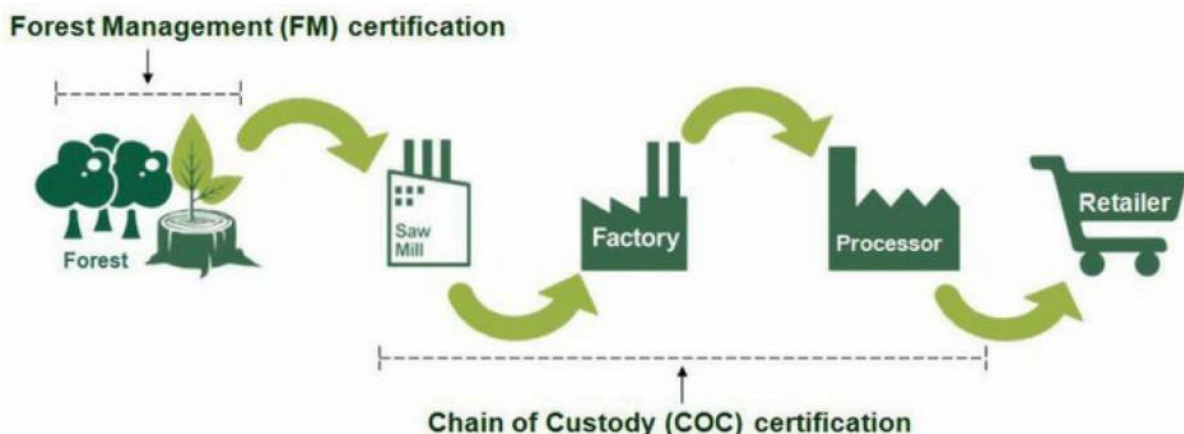 Forest Management (FM) certification
Forest
Saw
Mill
Factory
Processor
Retailer
Chain of Custody (COC) certification